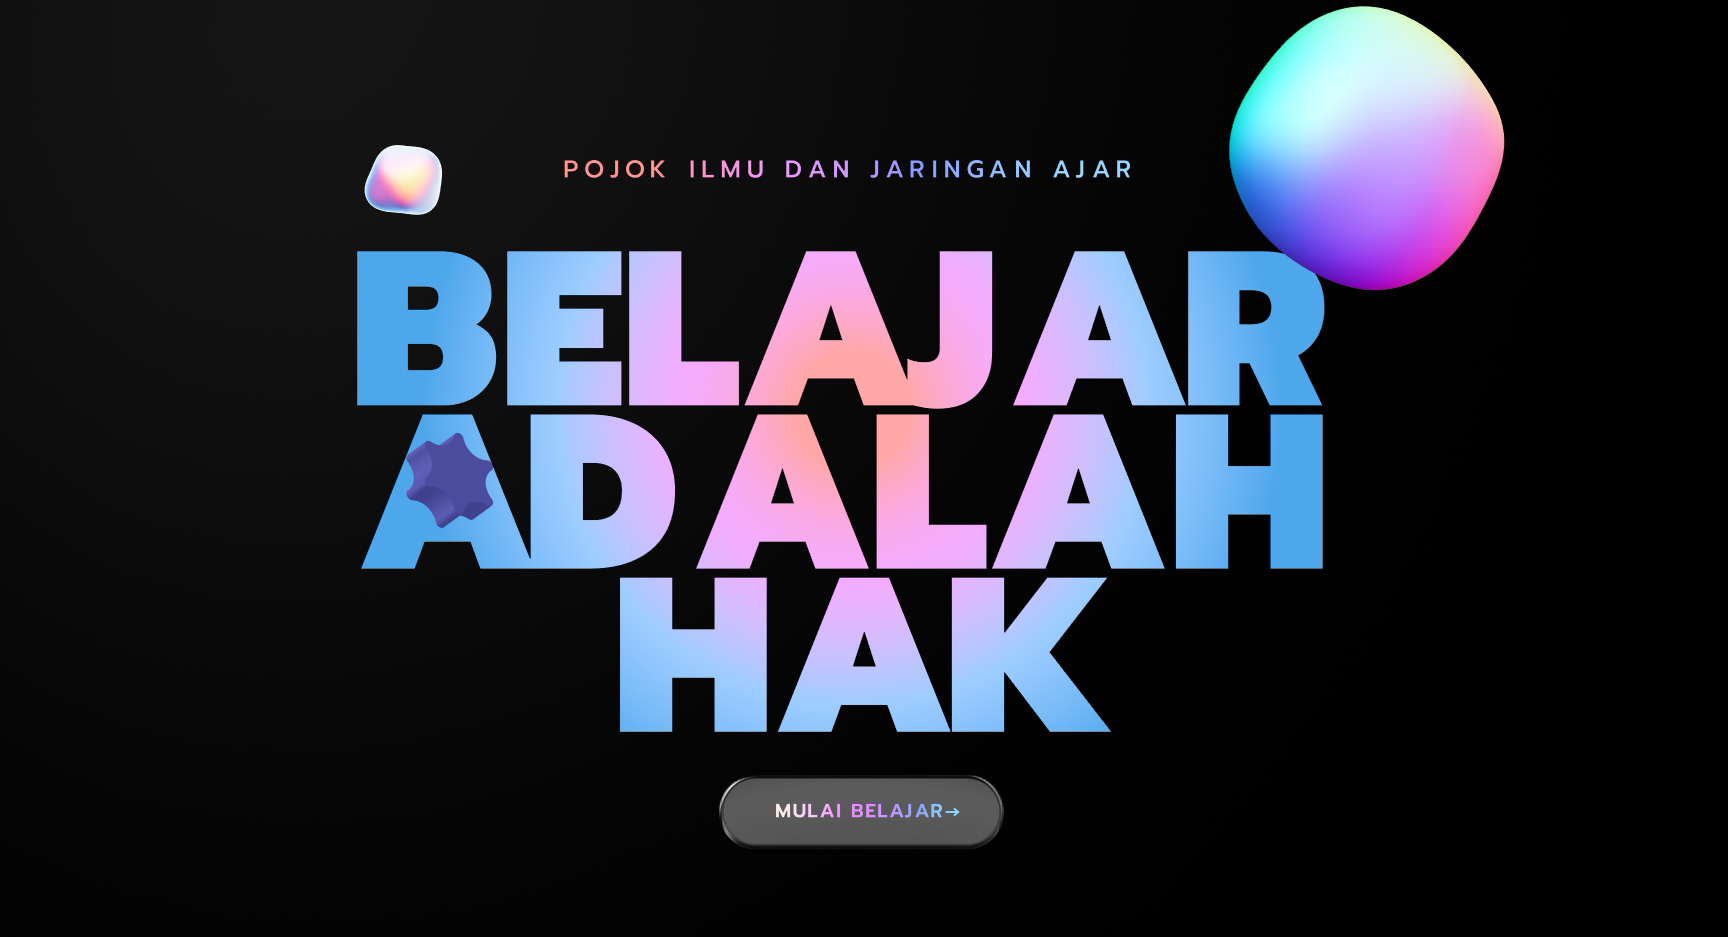 POJOK ILMU DAN JARINGAN AJAR
BELAJAR
ADALAH
HAK
MULAI BELAJAR→